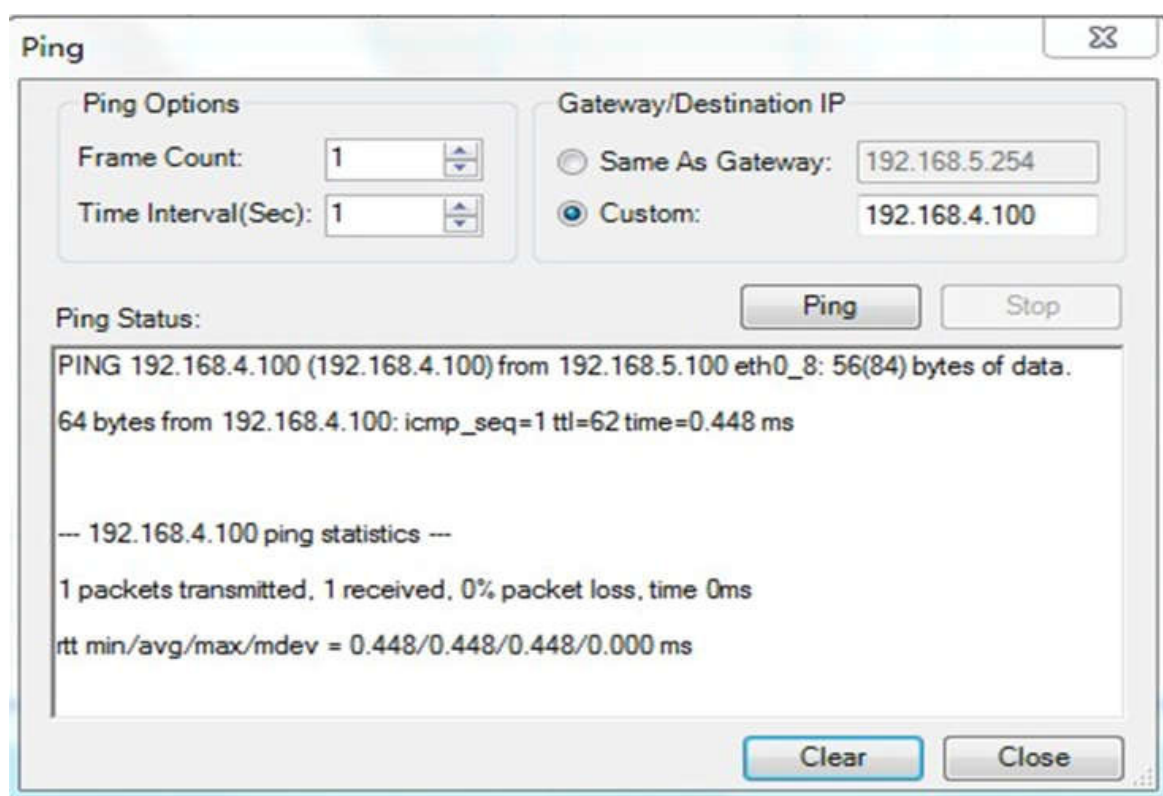 Ping
Ping Options
Frame Count: 1
Time Interval(Sec): 1
Gateway/Destination IP
Same As Gateway: 192.168.5.254
Custom: 192.168.4.100
Ping Status:
Ping Stop
PING 192.168.4.100 (192.168.4.100) from 192.168.5.100 eth0_8: 56(84) bytes of data.
64 bytes from 192.168.4.100: icmp_seq=1 ttl=62 time=0.448 ms
--- 192.168.4.100 ping statistics ---
1 packets transmitted, 1 received, 0% packet loss, time 0ms
rtt min/avg/max/mdev = 0.448/0.448/0.448/0.000 ms
Clear Close